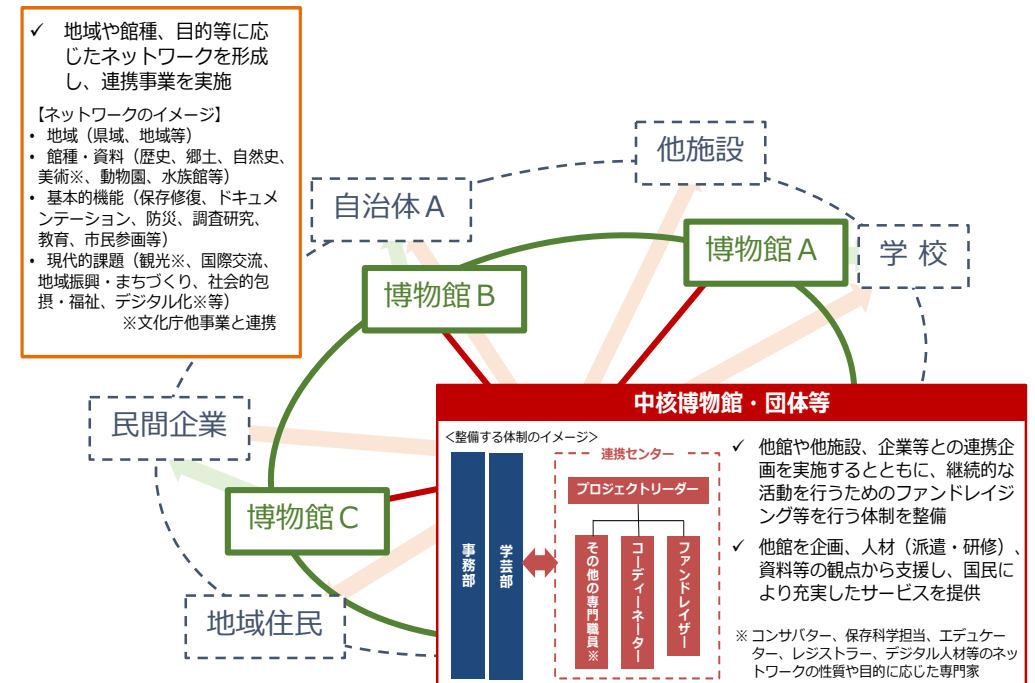 ✓ 地域や館種、目的等に応
じたネットワークを形成
し、連携事業を実施
【ネットワークのイメージ】
• 地域（県域、地域等）
• 館種・資料（歴史、郷土、自然史、
美術※、動物園、水族館等）
• 基本的機能（保存修復、ドキュメ
ンテーション、防災、調査研究、
教育、市民参画等）
• 現代的課題（観光※、国際交流、
地域振興・まちづくり、社会的包
摂・福祉、デジタル化※等）
※文化庁他事業と連携
他施設
自治体Ａ
博物館Ａ
学 校
博物館Ｂ
民間企業
博物館Ｃ
地域住民
中核博物館・団体等
<整備する体制のイメージ>
連携センター
プロジェクトリーダー
事務部
学芸部
その他の専門職員※
コーディーネーター
ファンドレイザー
✓ 他館や他施設、企業等との連携企
画を実施するとともに、継続的な
活動を行うためのファンドレイジ
ング等を行う体制を整備
✓ 他館を企画、人材（派遣・研修）、
資料等の観点から支援し、国民に
より充実したサービスを提供
※ コンサバター、保存科学担当、エデュケー
ター、レジストラー、デジタル人材等のネッ
トワークの性質や目的に応じた専門家